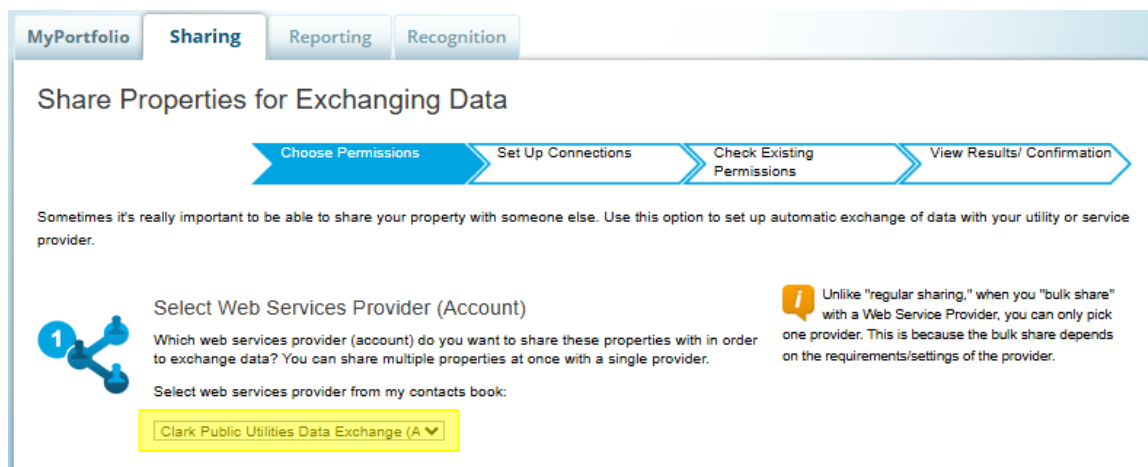 MyPortfolio Sharing Reporting Recognition
Share Properties for Exchanging Data
Choose Permissions Set Up Connections Check Existing Permissions View Results/ Confirmation
Sometimes it's really important to be able to share your property with someone else. Use this option to set up automatic exchange of data with your utility or service
provider.
1
Select Web Services Provider (Account)
Which web services provider (account) do you want to share these properties with in order
to exchange data? You can share multiple properties at once with a single provider.
Select web services provider from my contacts book:
Clark Public Utilities Data Exchange (A
i
Unlike "regular sharing," when you "bulk share"
with a Web Service Provider, you can only pick
one provider. This is because the bulk share depends
on the requirements/settings of the provider.